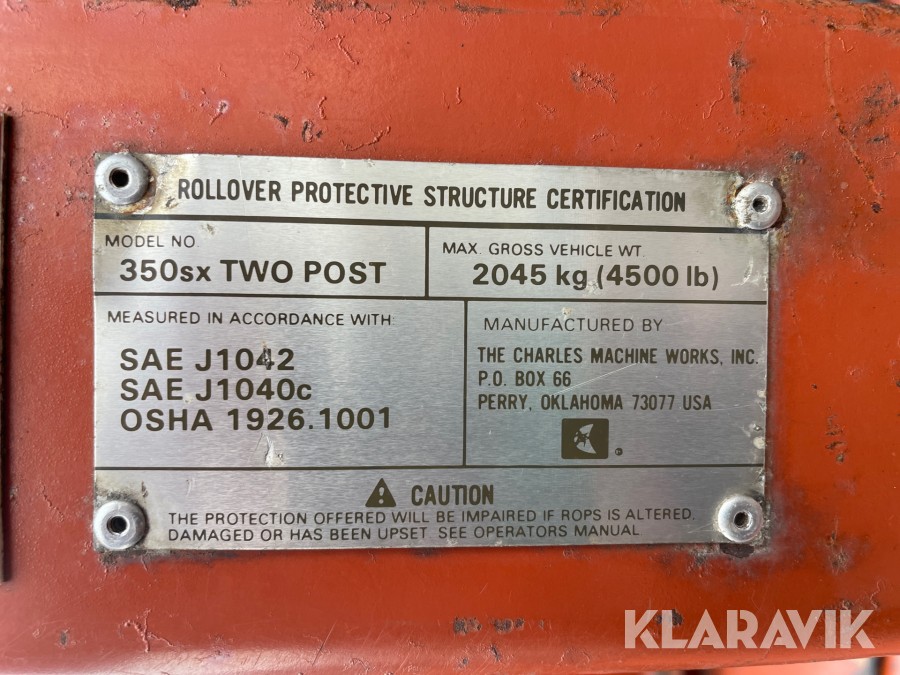 ROLLOVER PROTECTIVE STRUCTURE CERTIFICATION
MODEL NO.
350sx TWO POST
MAX. GROSS VEHICLE WT.
2045 kg (4500 lb)
MEASURED IN ACCORDANCE WITH
SAE J1042
SAE J1040c
OSHA 1926.1001
MANUFACTURED BY
THE CHARLES MACHINE WORKS, INC.
P.O. BOX 66
PERRY, OKLAHOMA 73077 USA
CAUTION
THE PROTECTION OFFERED WILL BE IMPAIRED IF ROPS IS ALTERED,
DAMAGED OR HAS BEEN UPSET. SEE OPERATORS MANUAL
KLARAVIK